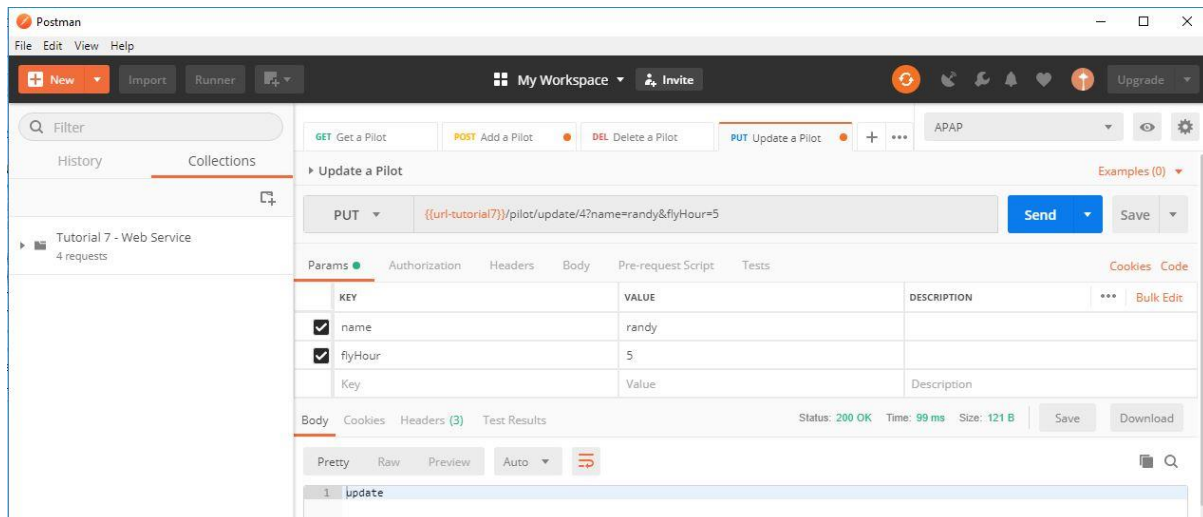 Postman
File Edit View Help
New Import Runner My Workspace Invite Upgrade
Filter
History Collections
Tutorial 7 - Web Service
4 requests
GET Get a Pilot POST Add a Pilot DEL Delete a Pilot PUT Update a Pilot + ••• APAP
Update a Pilot Examples (0)
PUT {{url-tutorial7}}/pilot/update/4?name=randy&flyHour=5 Send Save
Params Authorization Headers Body Pre-request Script Tests Cookies Code
KEY VALUE DESCRIPTION ••• Bulk Edit
name randy
flyHour 5
Key Value Description
Body Cookies Headers (3) Test Results Status: 200 OK Time: 99 ms Size: 121 B Save Download
Pretty Raw Preview Auto
1 update